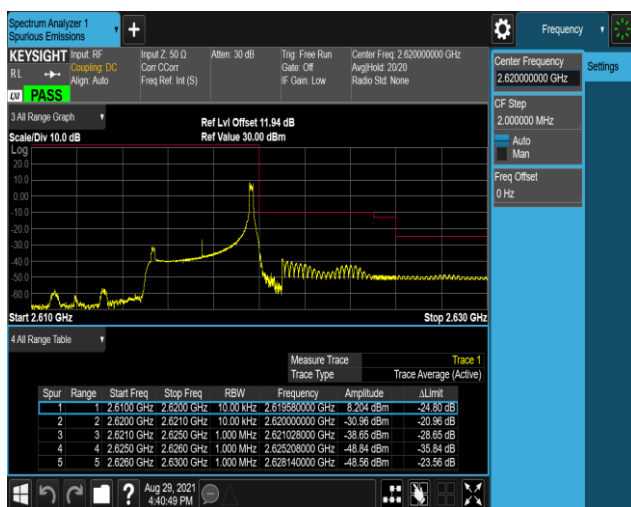 Spectrum Analyzer 1
Spurious Emissions
+
Frequency
KEYSIGHT
RL
Input: RF
Coupling: DC
Align: Auto
Input Z: 50 Ω
Corr CCorr
Freq Ref: Int (S)
Atten: 30 dB
Trig: Free Run
Gate: Off
IF Gain: Low
Center Freq: 2.620000000 GHz
Avg|Hold: 20/20
Radio Std: None
LXI PASS
Center Frequency
2.620000000 GHz
Settings
CF Step
2.000000 MHz
Auto
Man
Freq Offset
0 Hz
3 All Range Graph
Ref Lvl Offset 11.94 dB
Scale/Div 10.0 dB
Ref Value 30.00 dBm
Log
20.0
10.0
0.00
-10.0
-20.0
-30.0
-40.0
-50.0
-60.0
Start 2.610 GHz
Stop 2.630 GHz
4 All Range Table
Measure Trace Trace 1
Trace Type Trace Average (Active)
Spur Range Start Freq Stop Freq RBW Frequency Amplitude ΔLimit
1 1 2.6100 GHz 2.6200 GHz 10.00 kHz 2.619580000 GHz 8.204 dBm -24.80 dB
2 2 2.6200 GHz 2.6210 GHz 10.00 kHz 2.620000000 GHz -30.96 dBm -20.96 dB
3 3 2.6210 GHz 2.6250 GHz 1.000 MHz 2.621028000 GHz -38.65 dBm -28.65 dB
4 4 2.6250 GHz 2.6260 GHz 1.000 MHz 2.625208000 GHz -48.84 dBm -35.84 dB
5 5 2.6260 GHz 2.6300 GHz 1.000 MHz 2.628140000 GHz -48.56 dBm -23.56 dB
?
Aug 29, 2021
4:40:49 PM